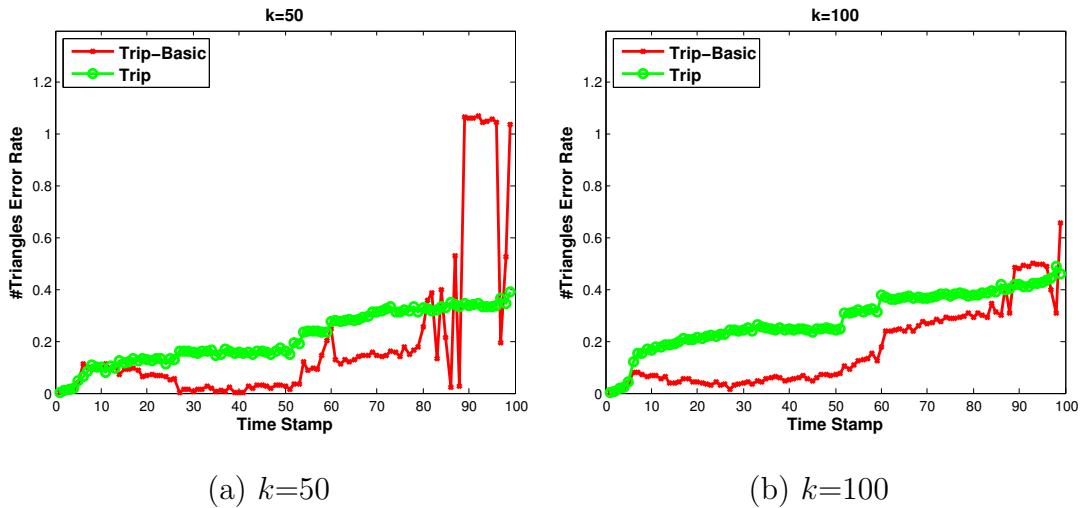 k=50
Trip-Basic
Trip
#Triangles Error Rate
1.2
1
0.8
0.6
0.4
0.2
0
0 10 20 30 40 50 60 70 80 90 100
Time Stamp
(a) k=50
k=100
Trip-Basic
Trip
#Triangles Error Rate
1.2
1
0.8
0.6
0.4
0.2
0
0 10 20 30 40 50 60 70 80 90 100
Time Stamp
(b) k=100